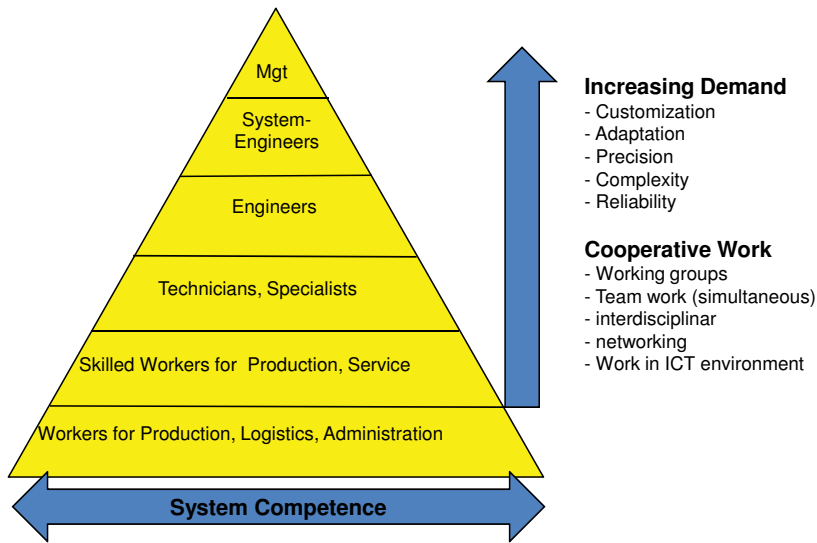 Mgt
System-
Engineers
Engineers
Technicians, Specialists
Skilled Workers for Production, Service
Workers for Production, Logistics, Administration
System Competence
Increasing Demand
- Customization
- Adaptation
- Precision
- Complexity
- Reliability
Cooperative Work
- Working groups
- Team work (simultaneous)
- interdisciplinar
- networking
- Work in ICT environment